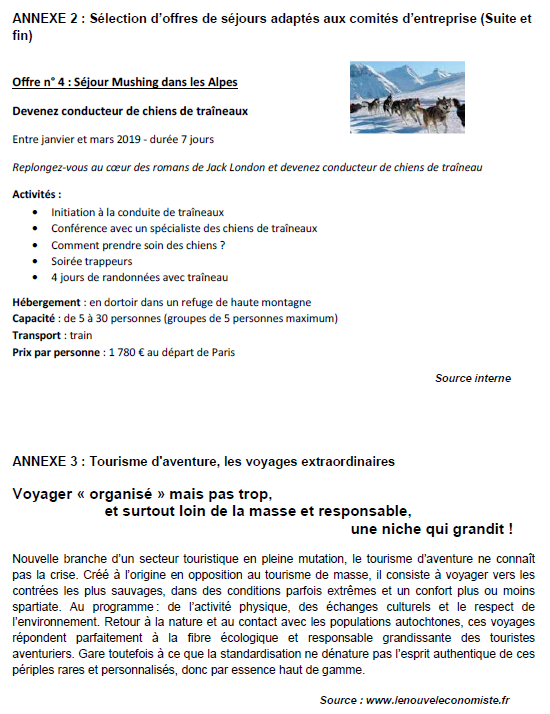 ANNEXE 2 : Sélection d’offres de séjours adaptés aux comités d’entreprise (Suite et
fin)
Offre n° 4 : Séjour Mushing dans les Alpes
Devenez conducteur de chiens de traîneaux
Entre janvier et mars 2019 - durée 7 jours
Replongez-vous au cœur des romans de Jack London et devenez conducteur de chiens de traîneau
Activités :
• Initiation à la conduite de traîneaux
• Conférence avec un spécialiste des chiens de traîneaux
• Comment prendre soin des chiens ?
• Soirée trappeurs
• 4 jours de randonnées avec traîneau
Hébergement : en dortoir dans un refuge de haute montagne
Capacité : de 5 à 30 personnes (groupes de 5 personnes maximum)
Transport : train
Prix par personne : 1 780 € au départ de Paris
Source interne
ANNEXE 3 : Tourisme d'aventure, les voyages extraordinaires
Voyager « organisé » mais pas trop,
et surtout loin de la masse et responsable,
une niche qui grandit !
Nouvelle branche d’un secteur touristique en pleine mutation, le tourisme d’aventure ne connaît
pas la crise. Créé à l’origine en opposition au tourisme de masse, il consiste à voyager vers les
contrées les plus sauvages, dans des conditions parfois extrêmes et un confort plus ou moins
spartiate. Au programme : de l’activité physique, des échanges culturels et le respect de
l’environnement. Retour à la nature et au contact avec les populations autochtones, ces voyages
répondent parfaitement à la fibre écologique et responsable grandissante des touristes
aventuriers. Gare toutefois à ce que la standardisation ne dénature pas l’esprit authentique de ces
périples rares et personnalisés, donc par essence haut de gamme.
Source : www.lenouveleconomiste.fr